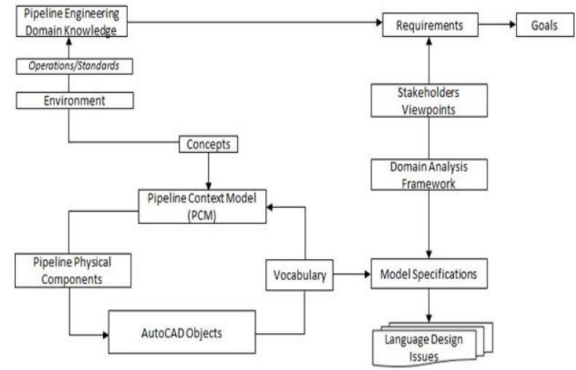 Pipeline Engineering
Domain Knowledge
Requirements
Goals
Operations/Standards
Environment
Stakeholders
Viewpoints
Concepts
Domain Analysis
Framework
Pipeline Context Model
(PCM)
Pipeline Physical
Components
Vocabulary
Model Specifications
AutoCAD Objects
Language Design
Issues